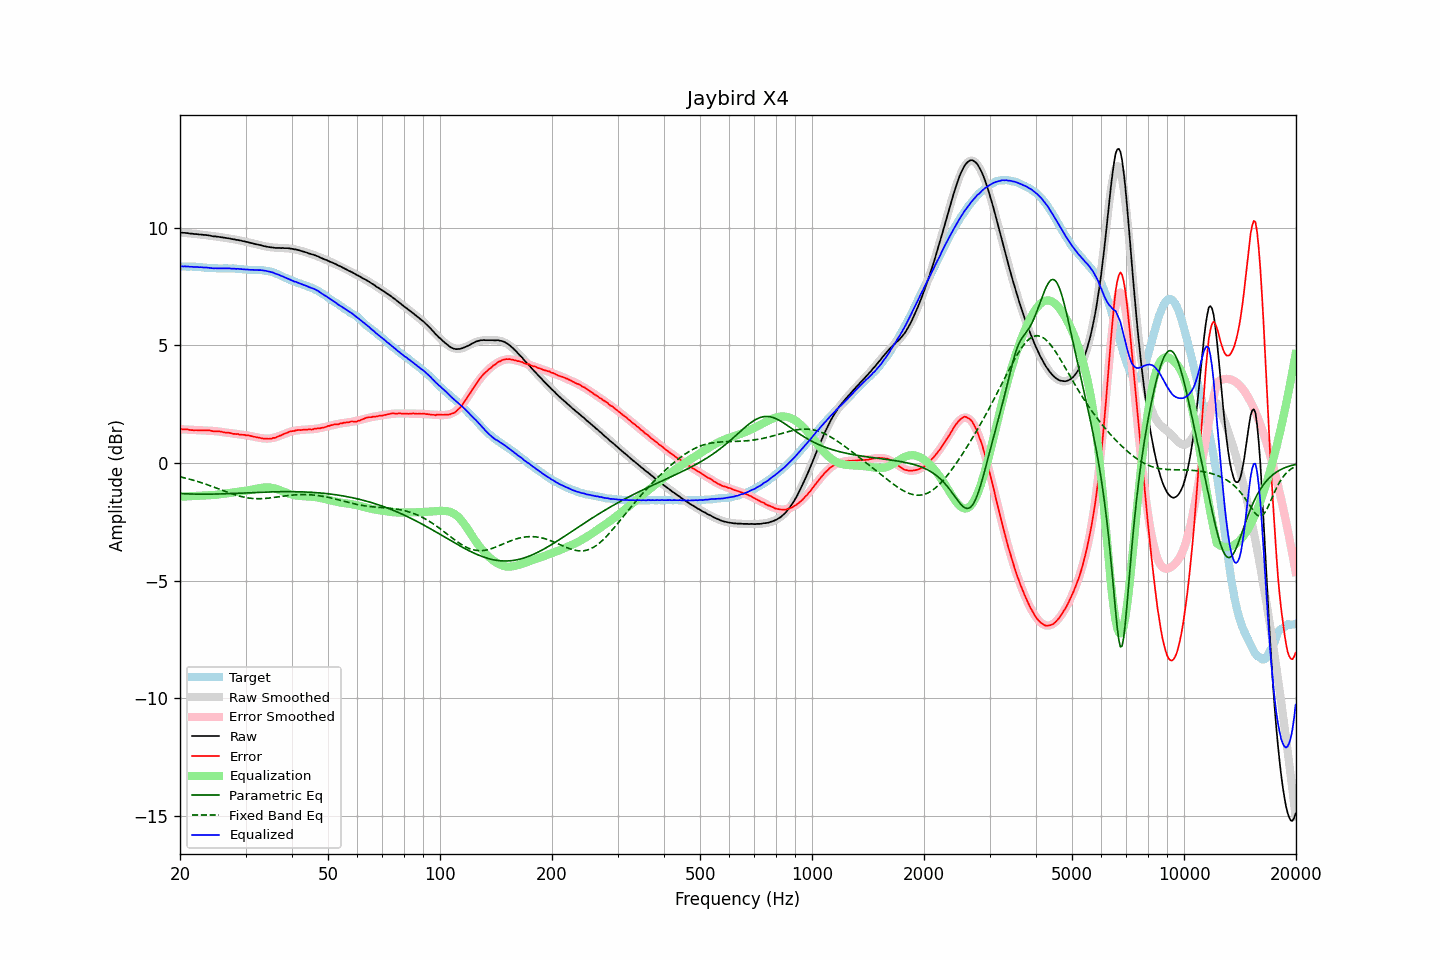 Jaybird X4
Amplitude (dBr)
10
5
0
−5
−10
−15
Target
Raw Smoothed
Error Smoothed
Raw
Error
Equalization
Parametric Eq
Fixed Band Eq
Equalized
20 50 100 200 500 1000 2000 5000 10000 20000
Frequency (Hz)